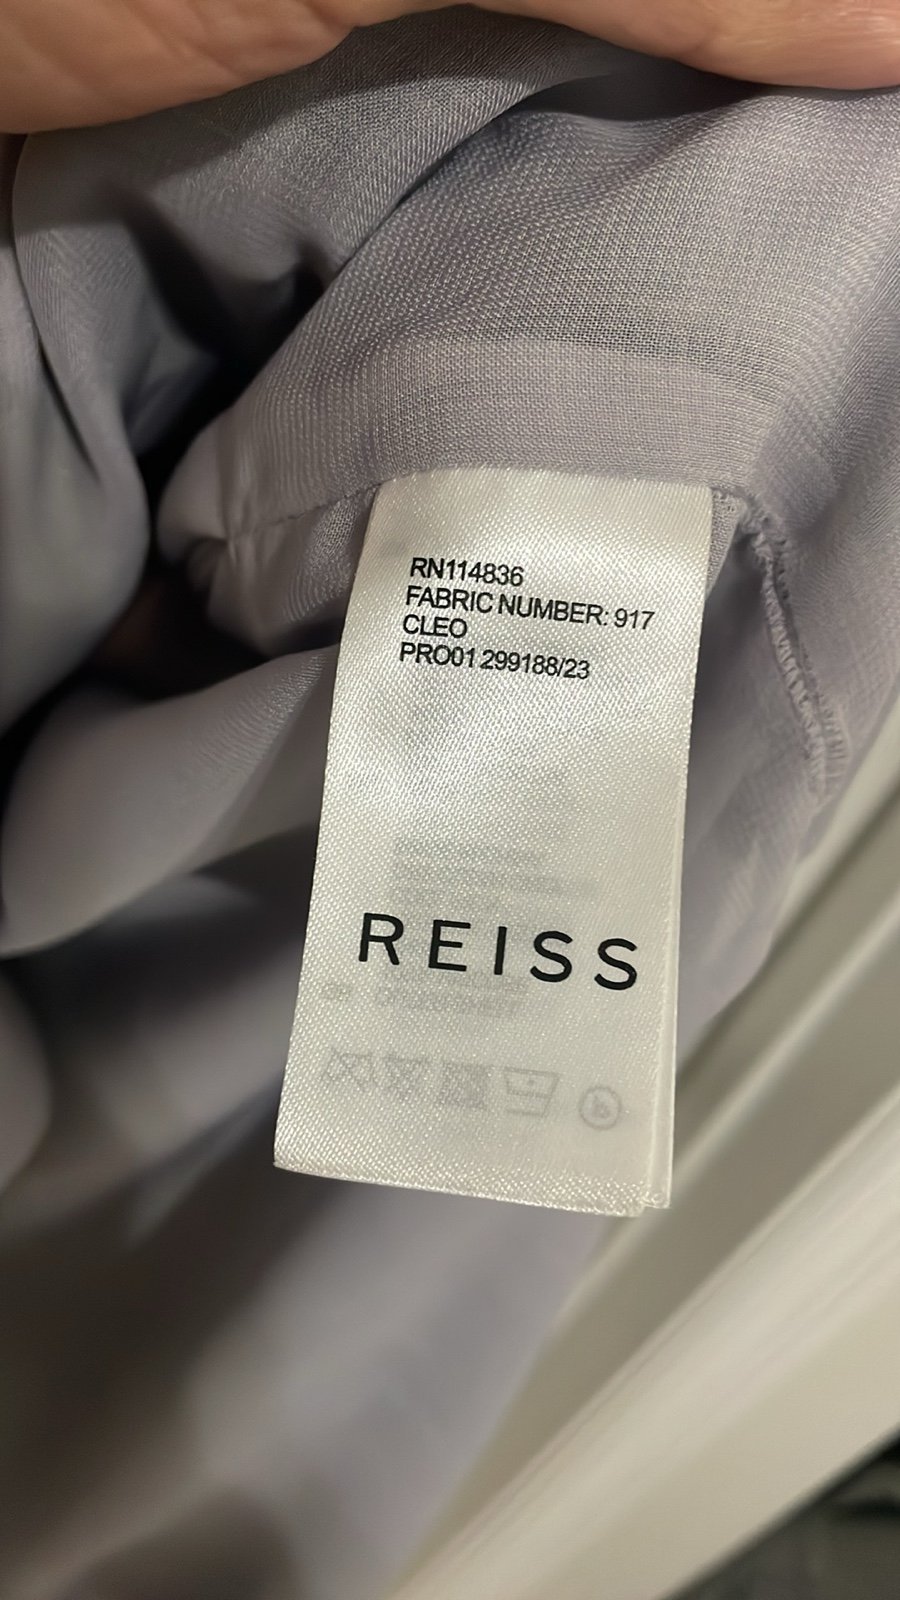 RN114836
FABRIC NUMBER: 917
CLEO
PRO01 299188/23
REISS